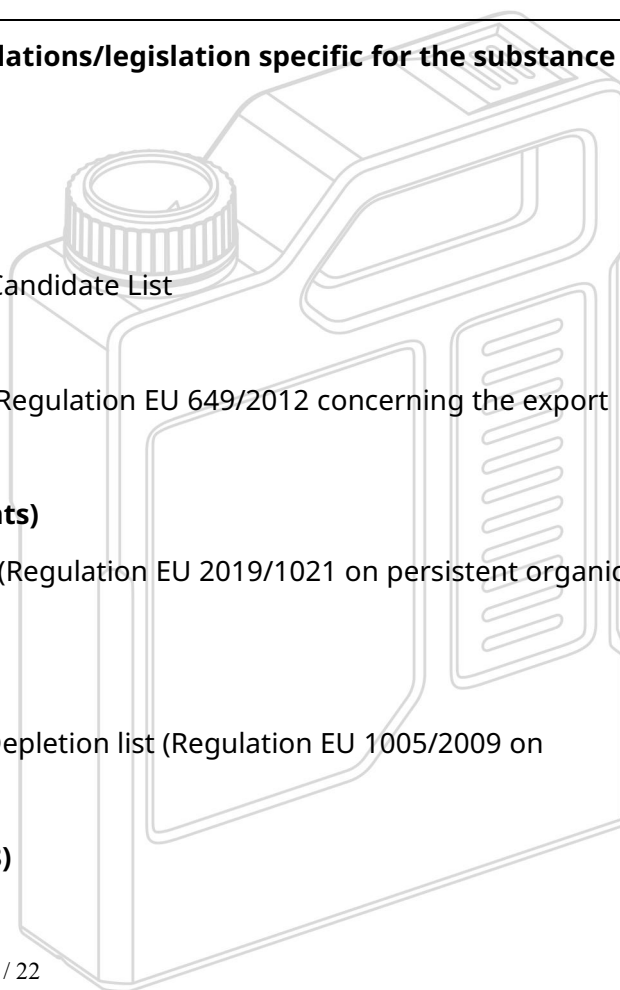 lations/legislation specific for the substance
Candidate List
Regulation EU 649/2012 concerning the export
ts)
(Regulation EU 2019/1021 on persistent organic
epletion list (Regulation EU 1005/2009 on
)
/ 22